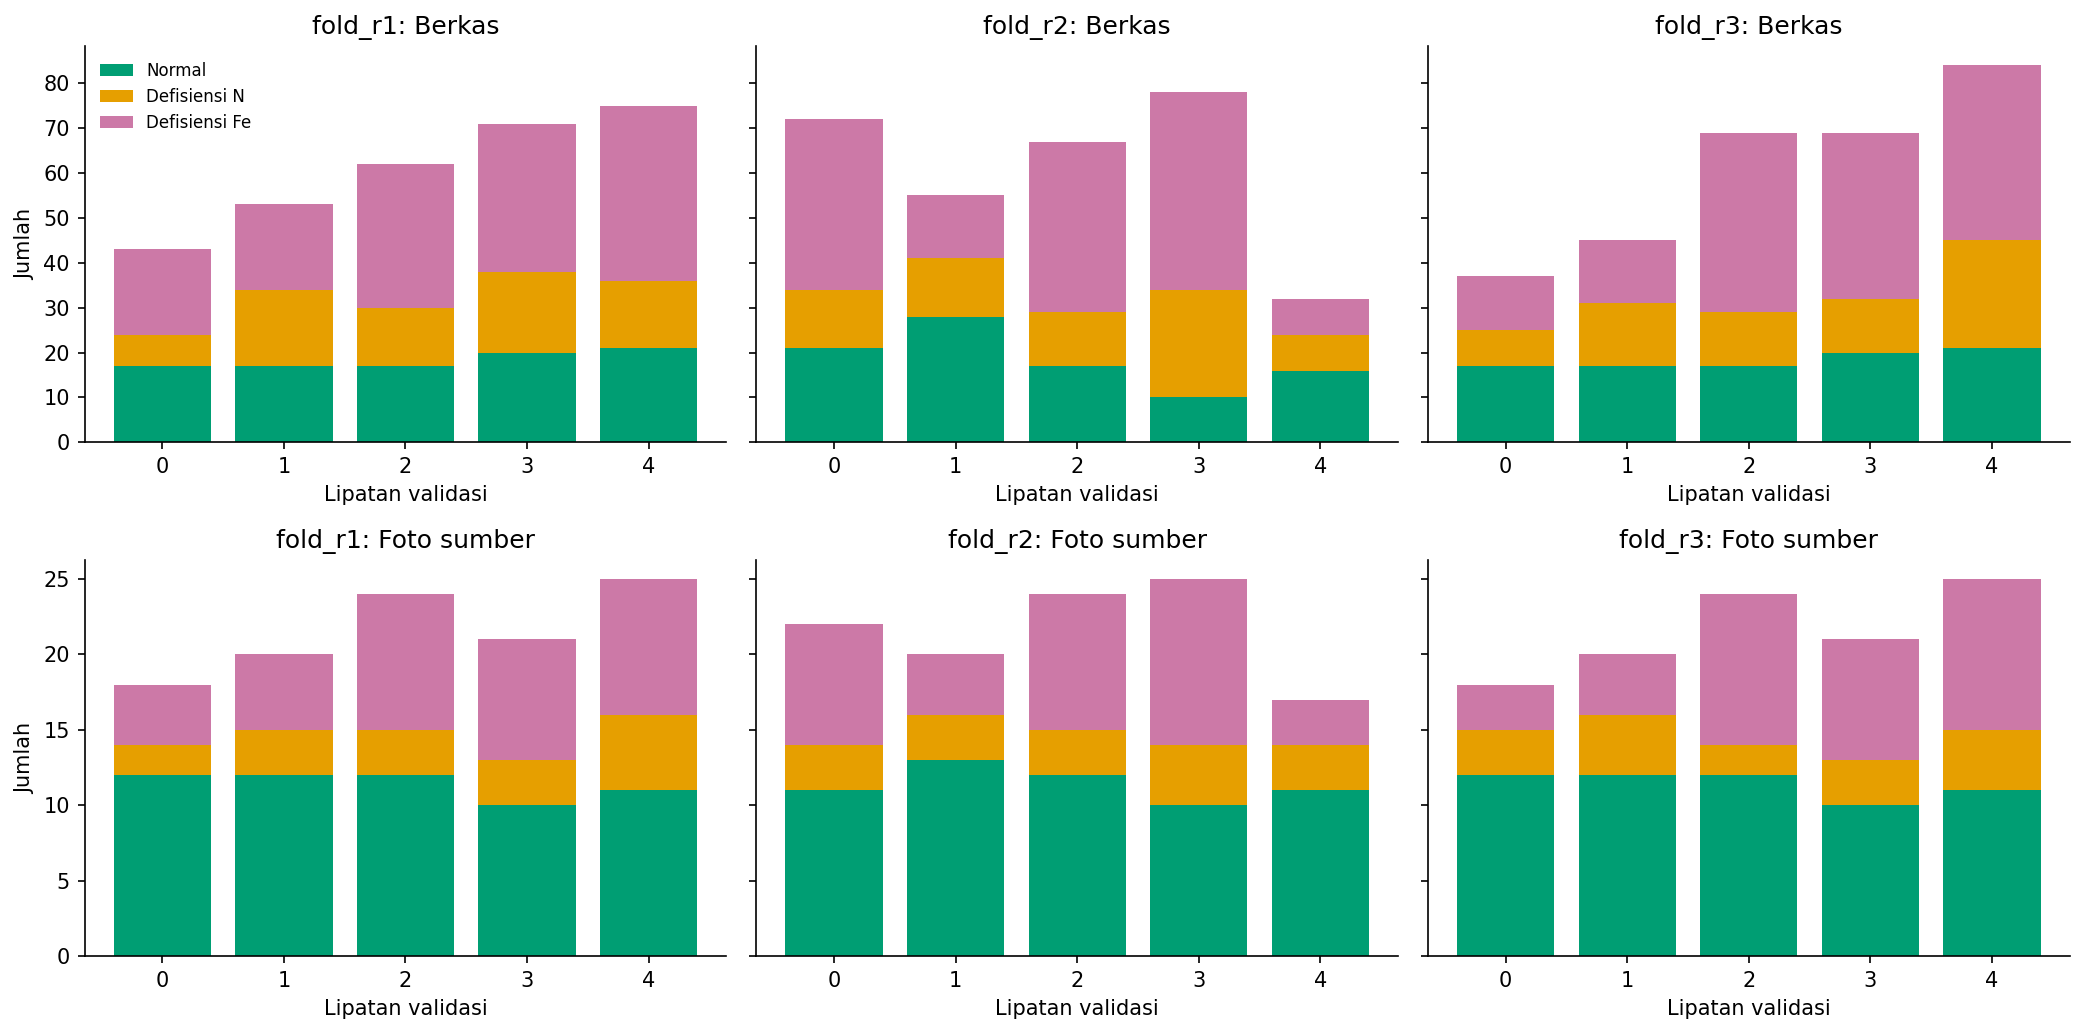 fold_r1: Berkas
fold_r2: Berkas
fold_r3: Berkas
Normal
Defisiensi N
Defisiensi Fe
Jumlah
80
70
60
50
40
30
20
10
0
0 1 2 3 4
0 1 2 3 4
0 1 2 3 4
Lipatan validasi
Lipatan validasi
Lipatan validasi
fold_r1: Foto sumber
fold_r2: Foto sumber
fold_r3: Foto sumber
Jumlah
25
20
15
10
5
0
0 1 2 3 4
0 1 2 3 4
0 1 2 3 4
Lipatan validasi
Lipatan validasi
Lipatan validasi